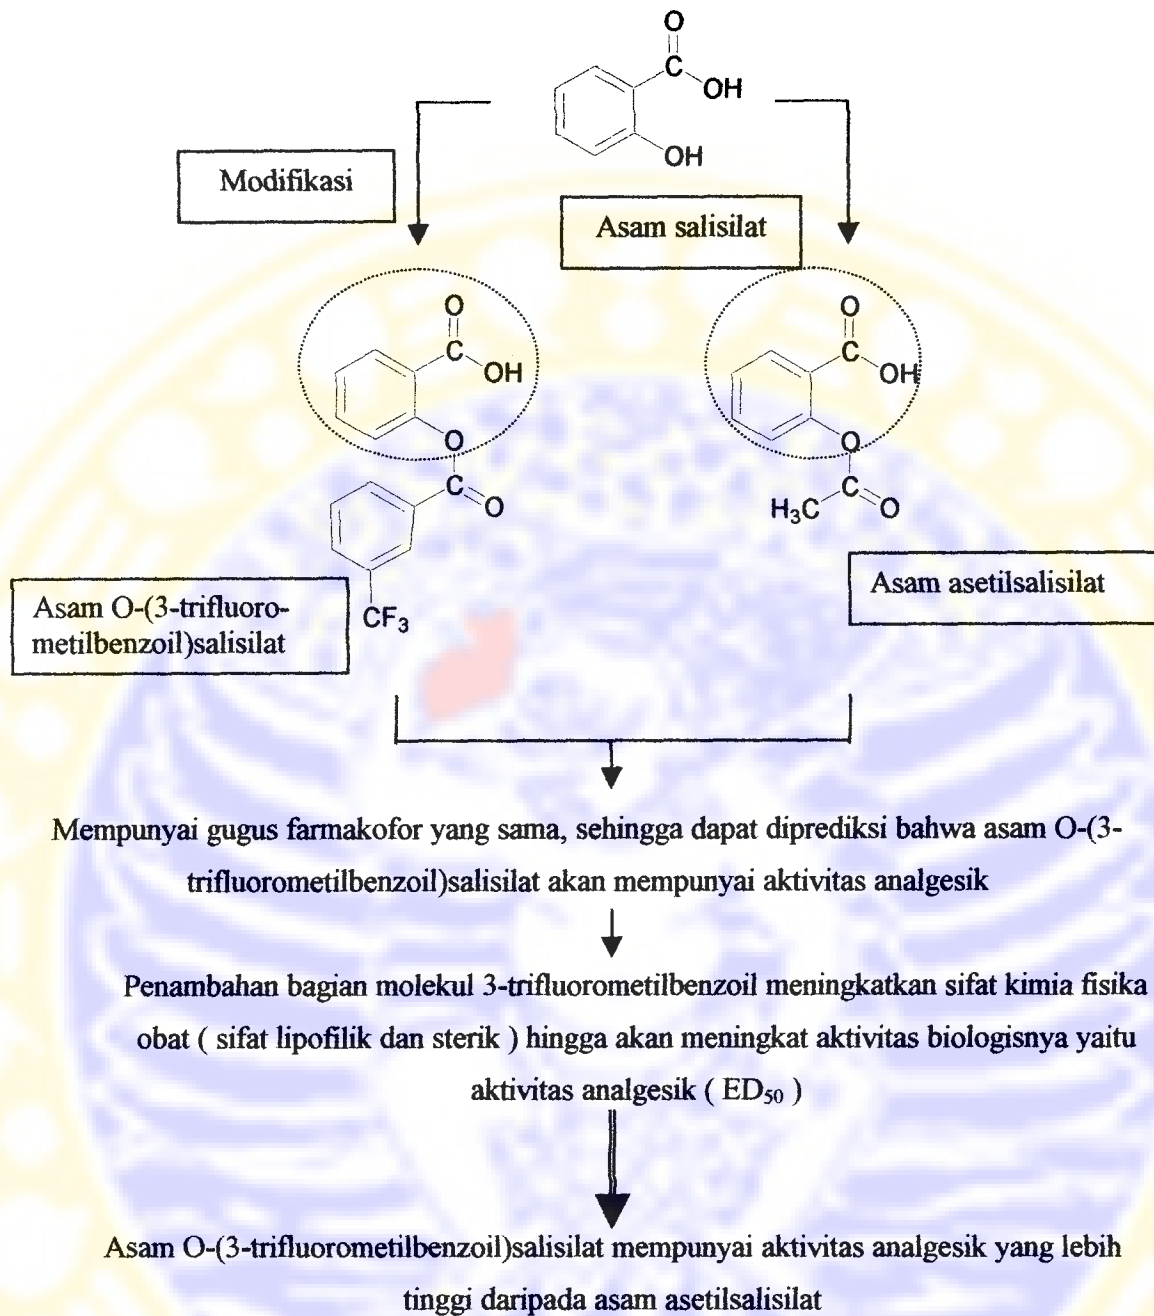 O
C
OH
OH
Modifikasi
Asam salisilat
O
C
OH
O
C
O
CF₃
O
C
OH
O
H₃C
C
O
Asam O-(3-trifluoro-
metilbenzoil)salisilat
Asam asetilsalisilat
Mempunyai gugus farmakofor yang sama, sehingga dapat diprediksi bahwa asam O-(3-
trifluorometilbenzoil)salisilat akan mempunyai aktivitas analgesik
Penambahan bagian molekul 3-trifluorometilbenzoil meningkatkan sifat kimia fisika
obat ( sifat lipofilik dan sterik ) hingga akan meningkat aktivitas biologisnya yaitu
aktivitas analgesik ( ED₅₀ )
Asam O-(3-trifluorometilbenzoil)salisilat mempunyai aktivitas analgesik yang lebih
tinggi daripada asam asetilsalisilat